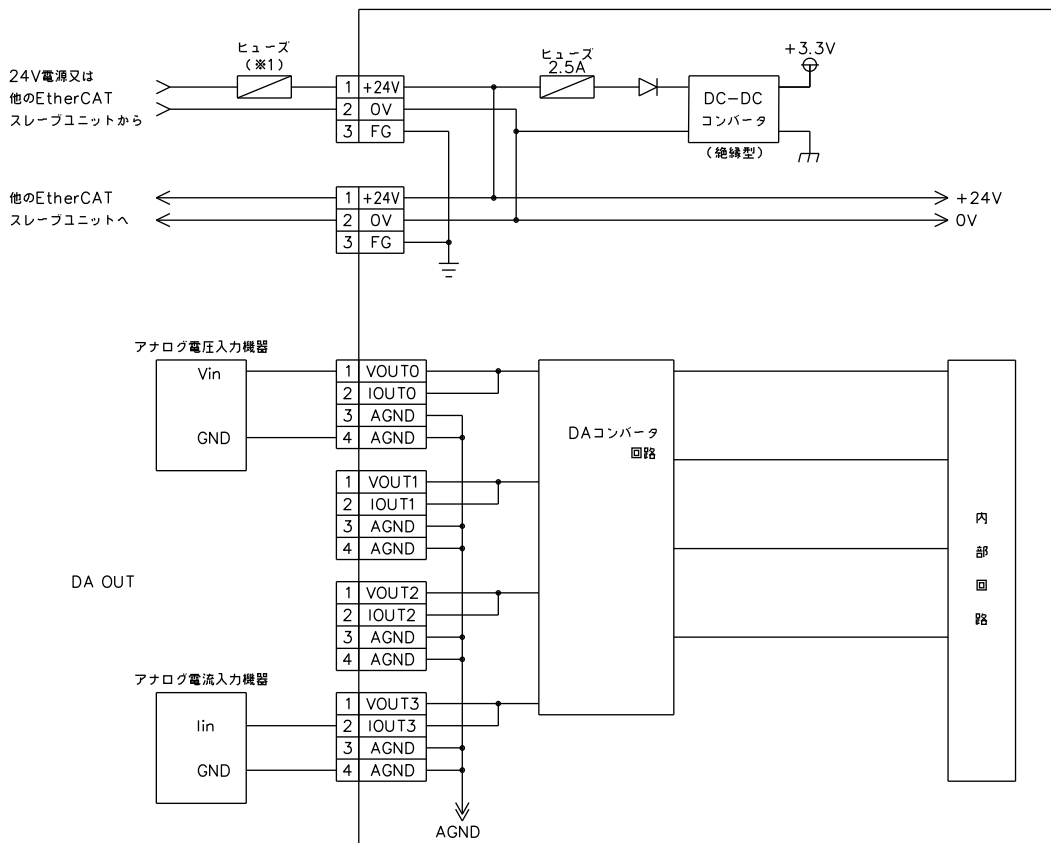 ヒューズ
(※1)
24V電源又は
他のEtherCAT
スレーブユニットから
1 +24V
2 0V
3 FG
ヒューズ
2.5A
+3.3V
DC-DC
コンバータ
(絶縁型)
他のEtherCAT
スレーブユニットへ
1 +24V
2 0V
3 FG
+24V
0V
アナログ電圧入力機器
Vin
GND
1 VOUT0
2 IOUT0
3 AGND
4 AGND
1 VOUT1
2 IOUT1
3 AGND
4 AGND
DA OUT
1 VOUT2
2 IOUT2
3 AGND
4 AGND
アナログ電流入力機器
Iin
GND
1 VOUT3
2 IOUT3
3 AGND
4 AGND
AGND
DAコンバータ
回路
内
部
回
路